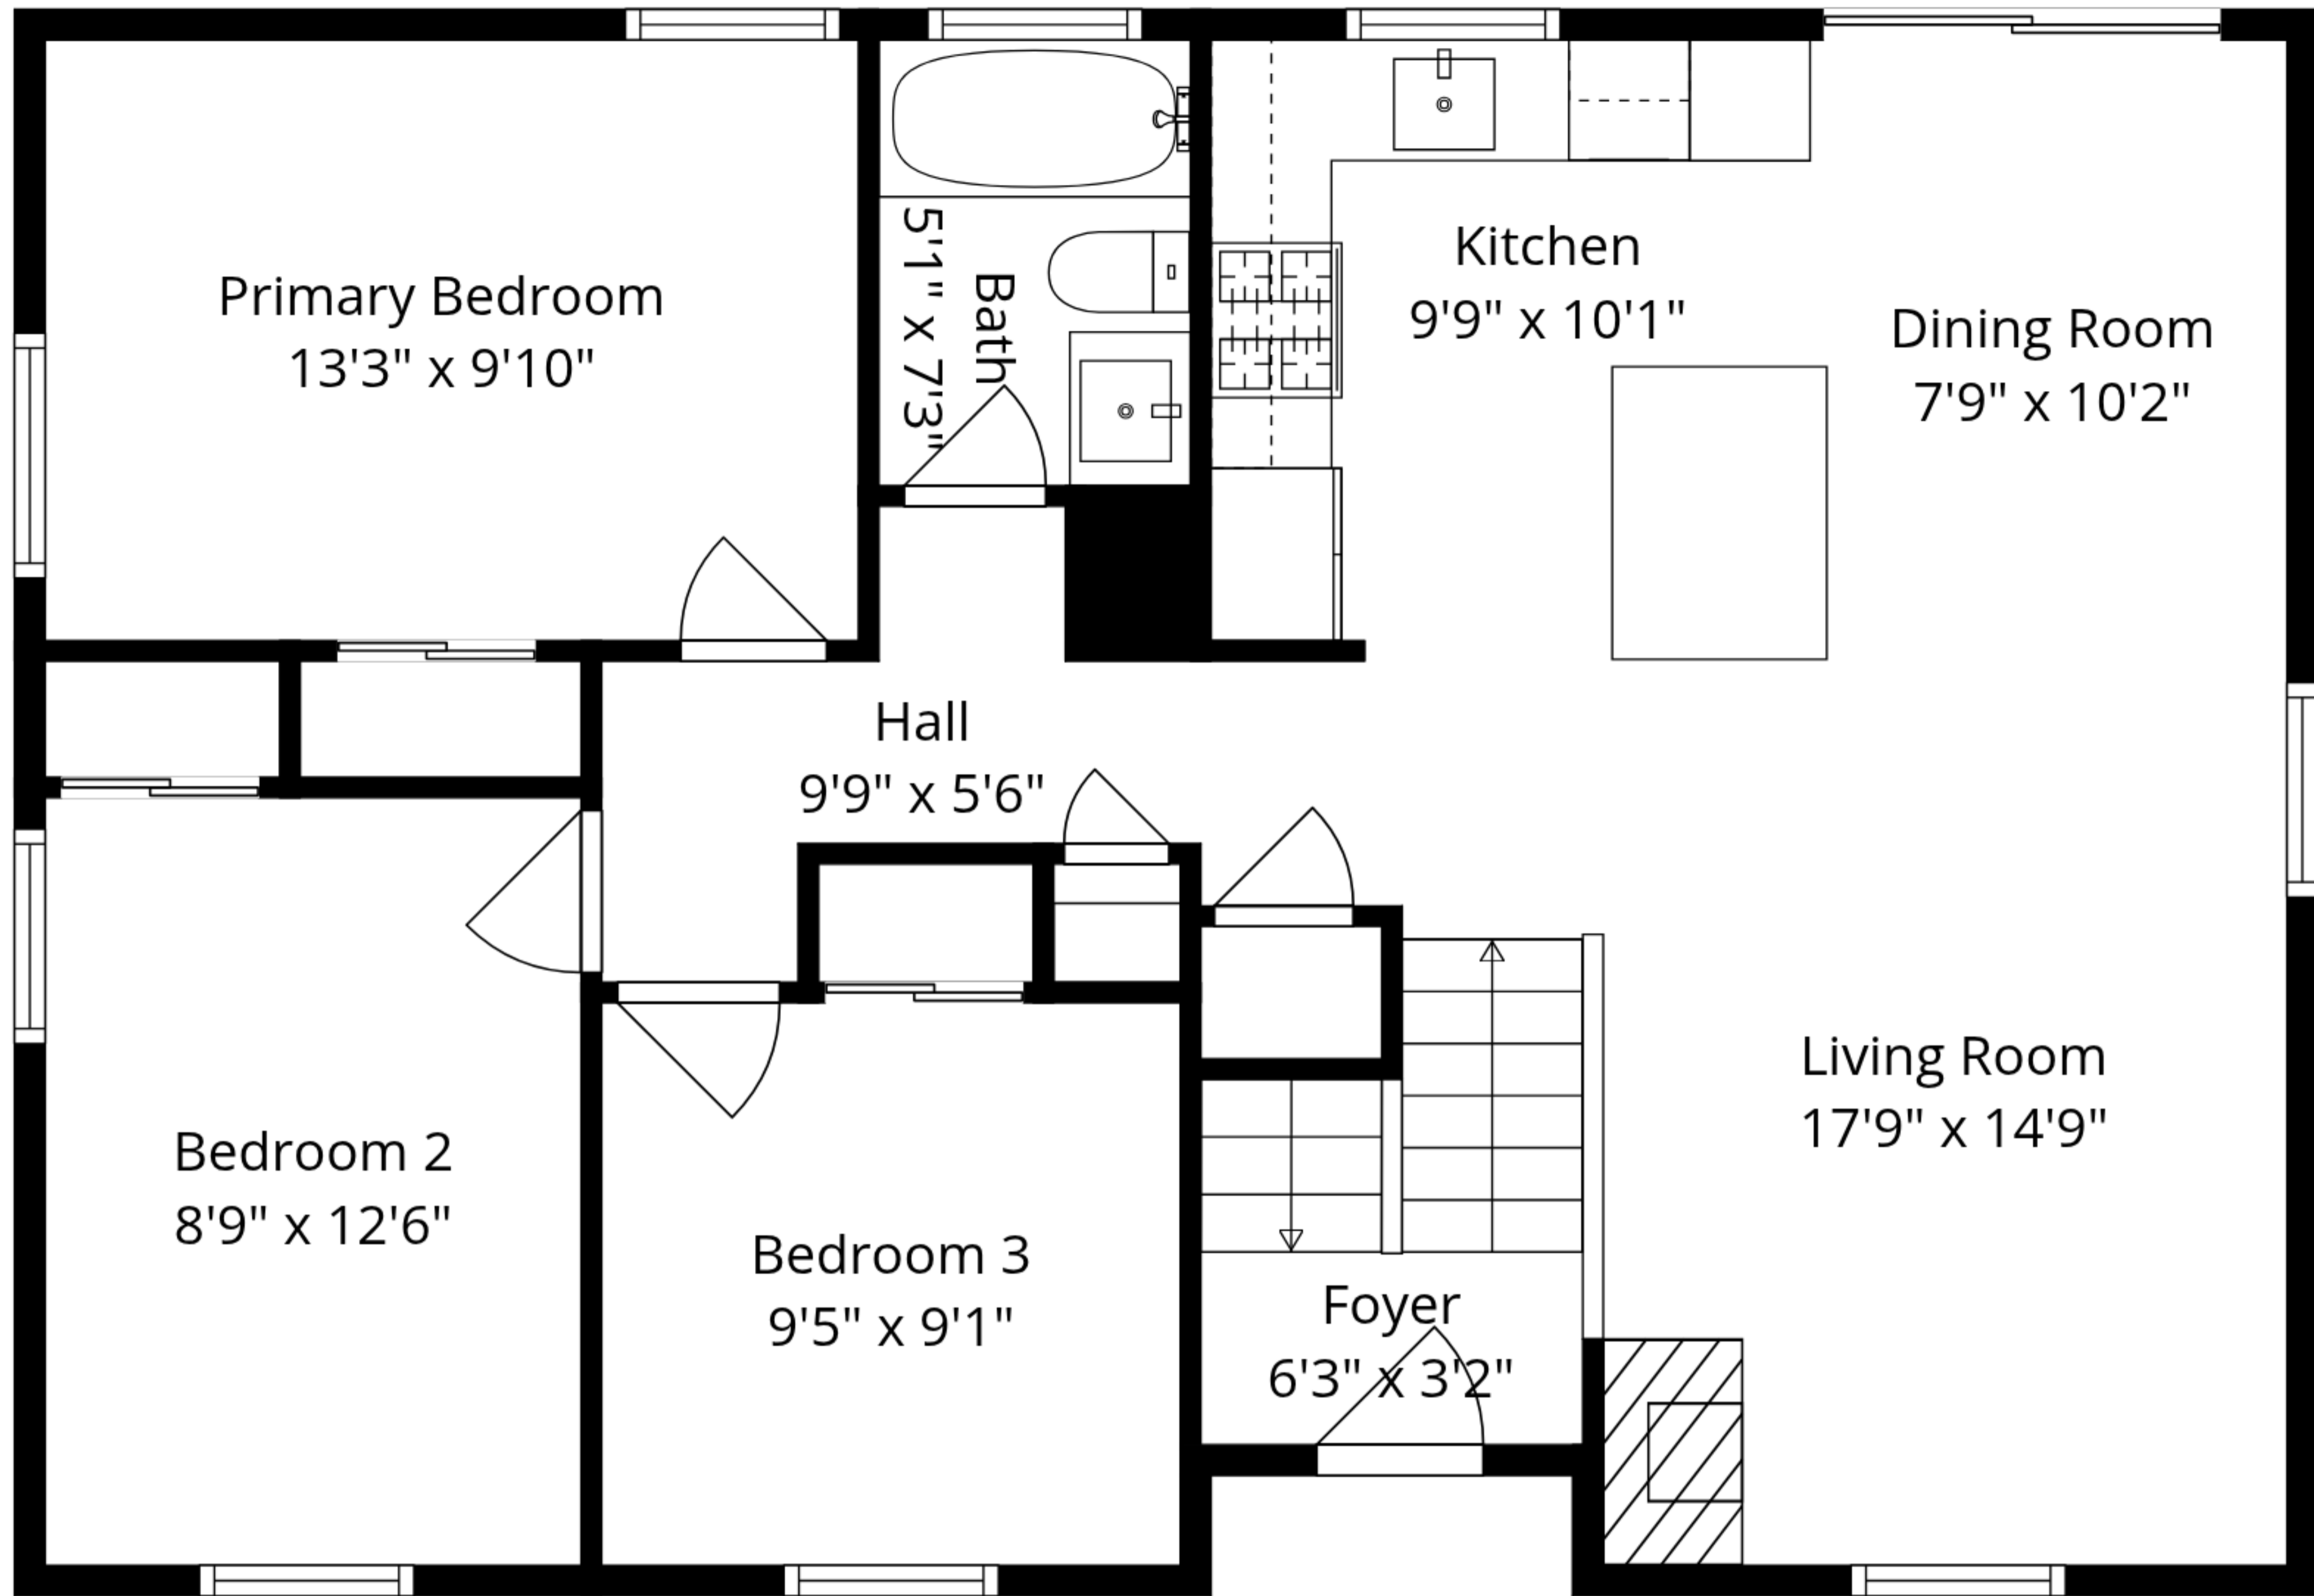 Primary Bedroom
13'3" x 9'10"
Bath
5'1" x 7'3"
Kitchen
9'9" x 10'1"
Dining Room
7'9" x 10'2"
Hall
9'9" x 5'6"
Living Room
17'9" x 14'9"
Bedroom 2
8'9" x 12'6"
Bedroom 3
9'5" x 9'1"
Foyer
6'3" x 3'2"